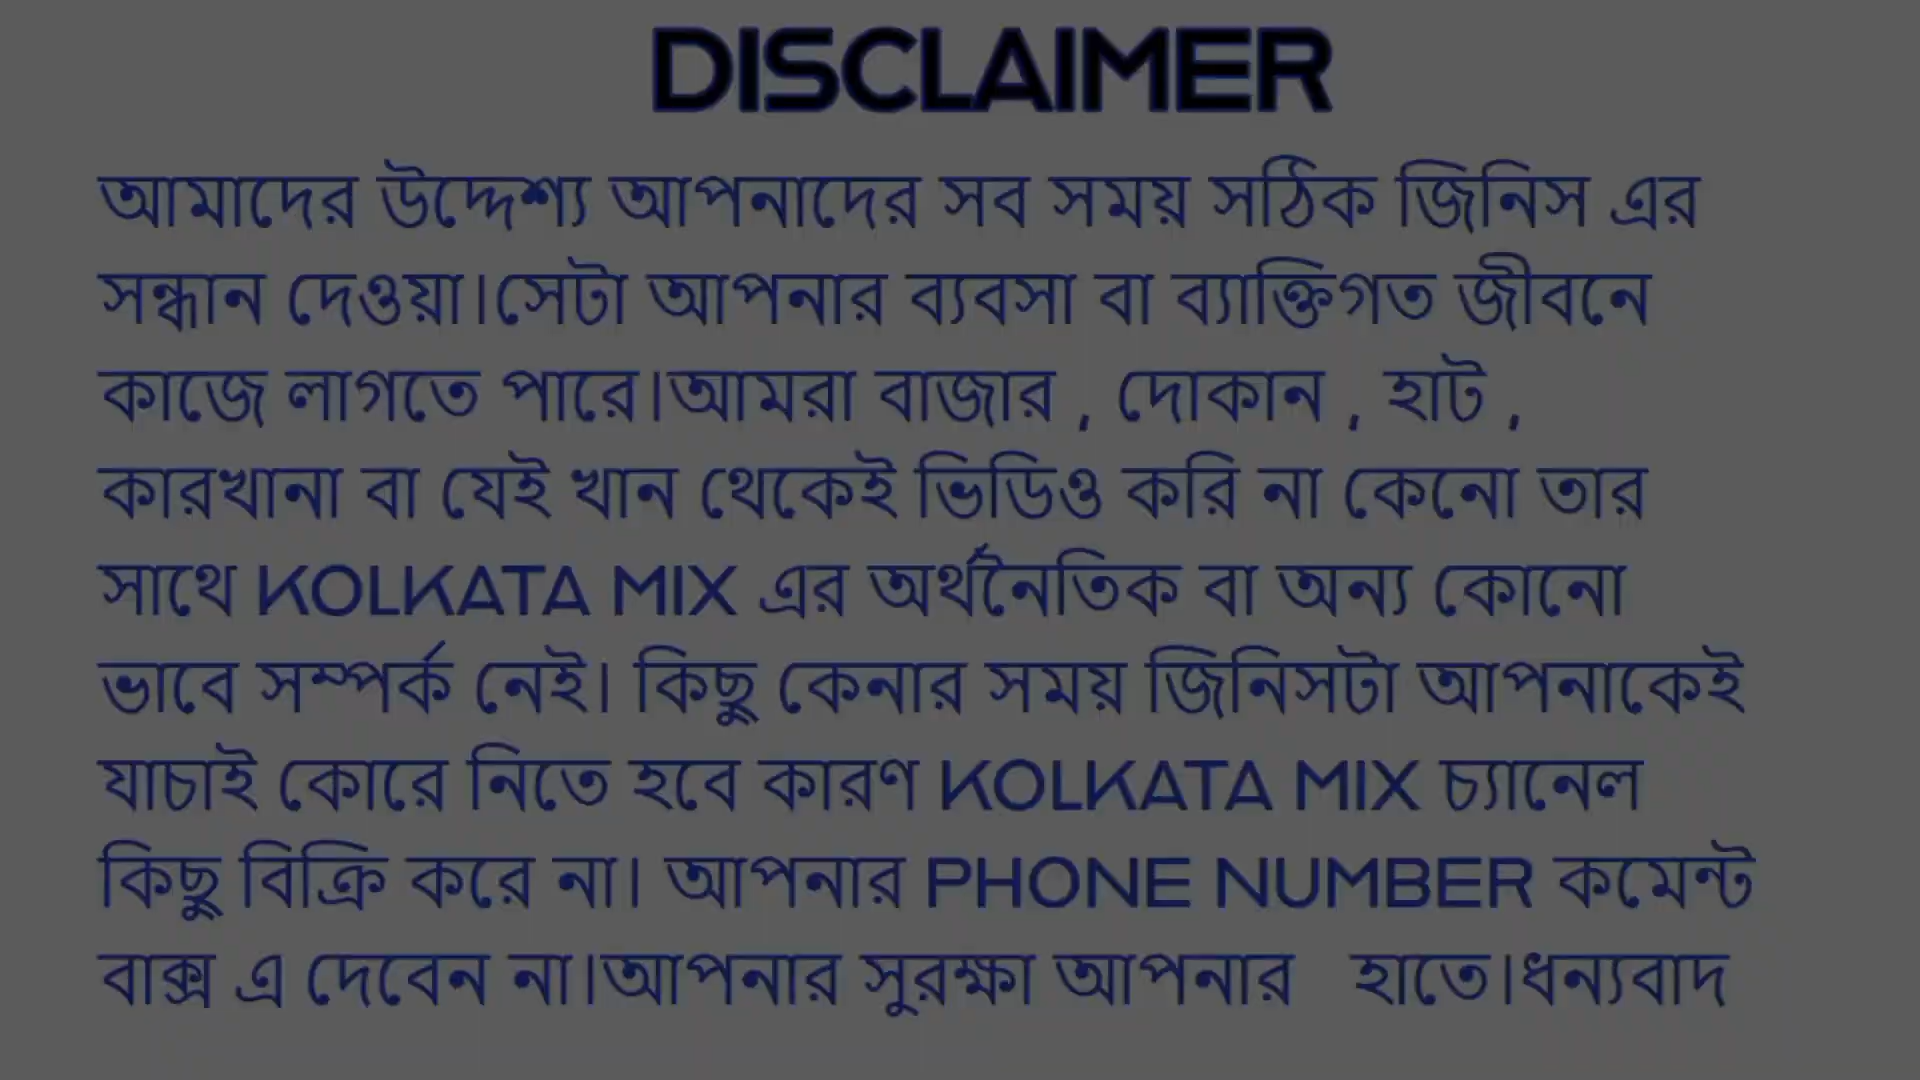 DISCLAIMER
আমাদের উদ্দেশ্য আপনাদের সব সময় সঠিক জিনিস এর
সন্ধান দেওয়া।সেটা আপনার ব্যবসা বা ব্যাক্তিগত জীবনে
কাজে লাগতে পারে।আমরা বাজার , দোকান , হাট ,
কারখানা বা যেই খান থেকেই ভিডিও করি না কেনো তার
সাথে KOLKATA MIX এর অর্থনৈতিক বা অন্য কোনো
ভাবে সম্পর্ক নেই। কিছু কেনার সময় জিনিসটা আপনাকেই
যাচাই কোরে নিতে হবে কারণ KOLKATA MIX চ্যানেল
কিছু বিক্রি করে না। আপনার PHONE NUMBER কমেন্ট
বাক্স এ দেবেন না।আপনার সুরক্ষা আপনার হাতে।ধন্যবাদ